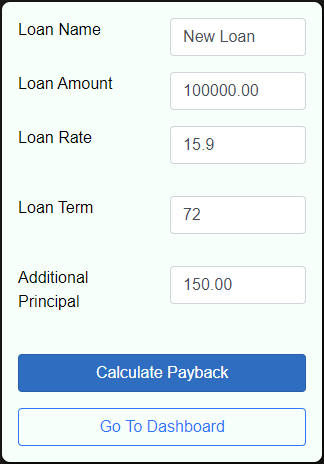 Loan Name
New Loan
Loan Amount
100000.00
Loan Rate
15.9
Loan Term
72
Additional
Principal
150.00
Calculate Payback
Go To Dashboard